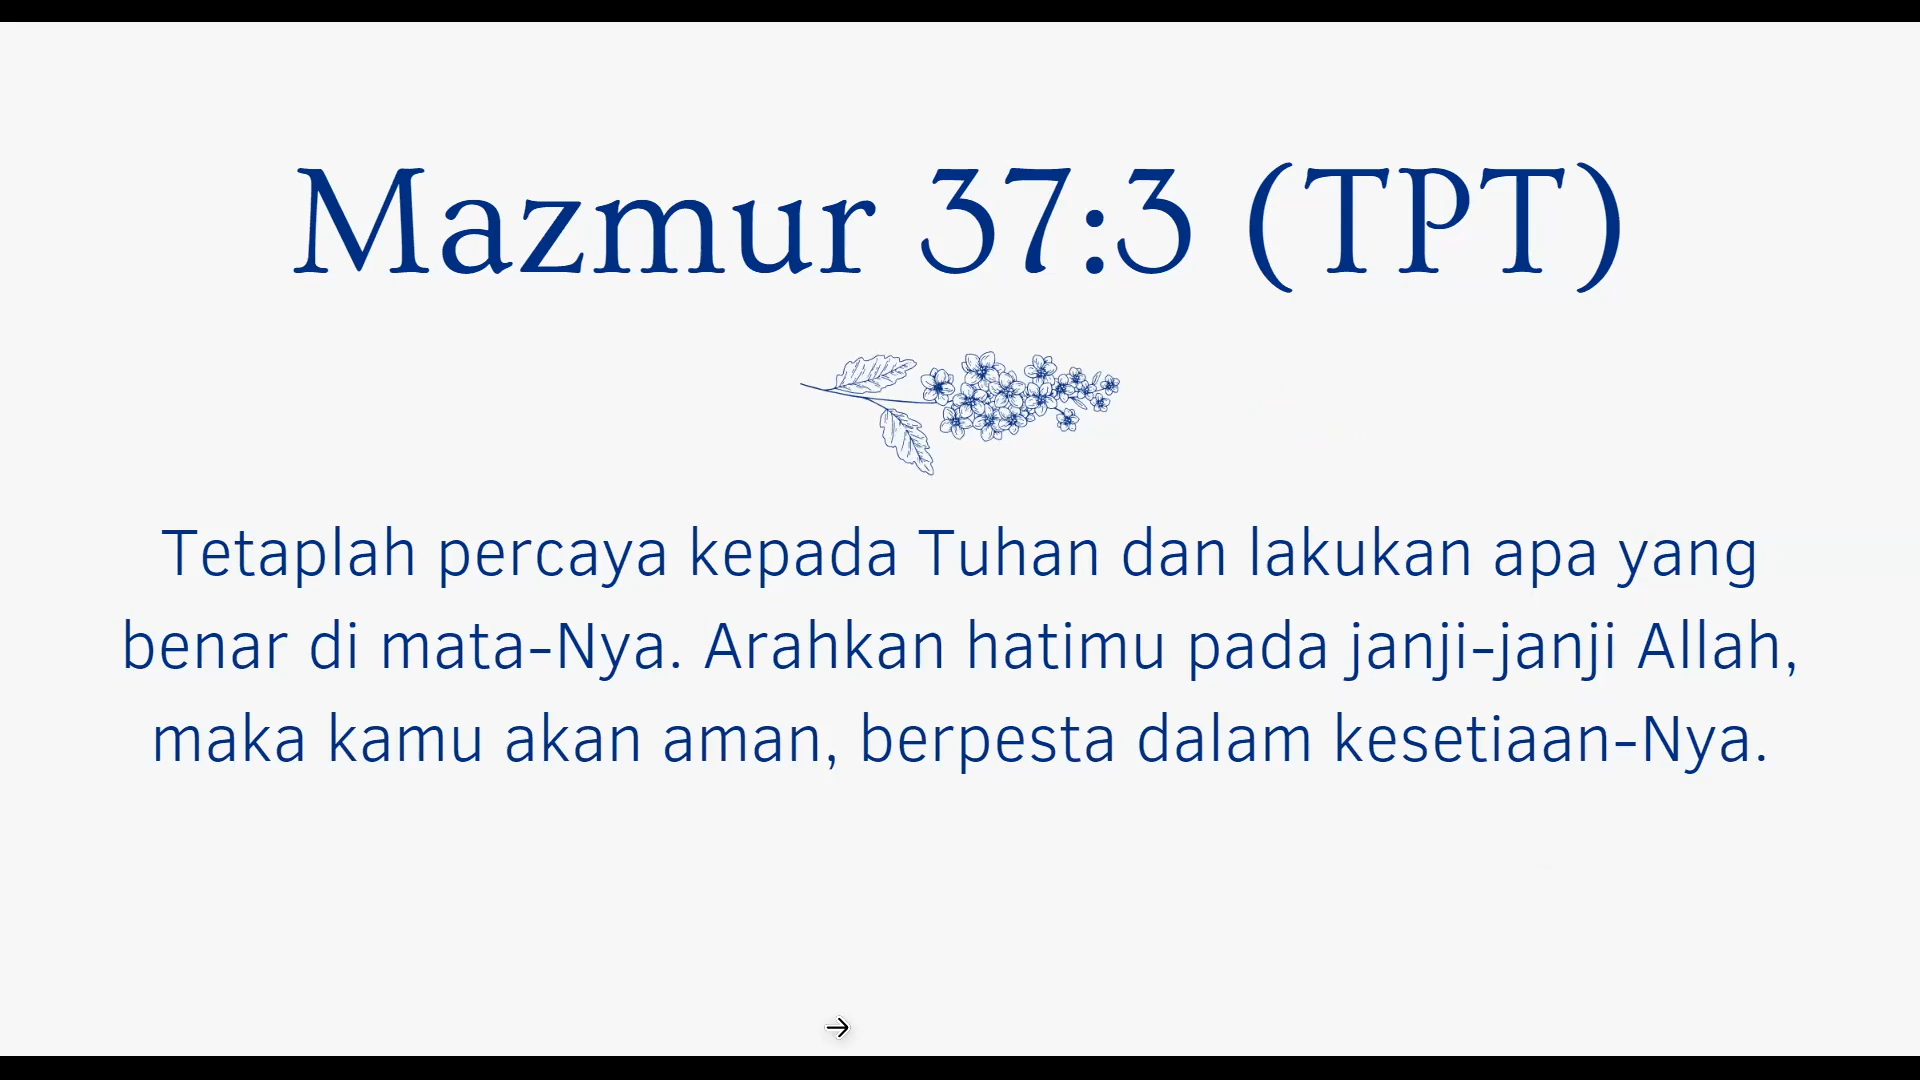 Mazmur 37:3 (TPT)
Tetaplah percaya kepada Tuhan dan lakukan apa yang
benar di mata-Nya. Arahkan hatimu pada janji-janji Allah,
maka kamu akan aman, berpesta dalam kesetiaan-Nya.